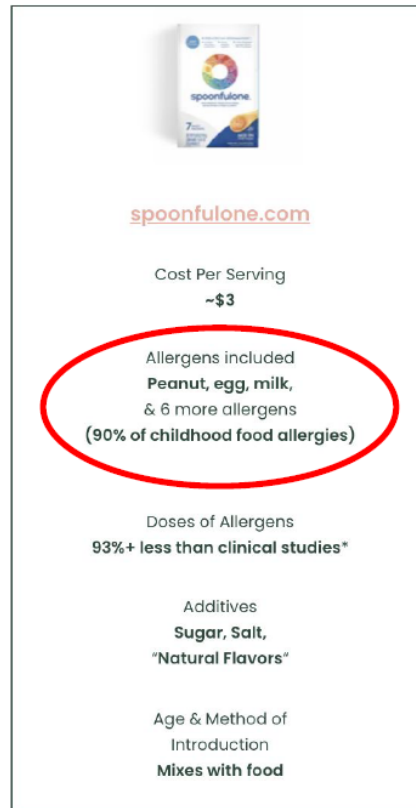 spoonfulone.
7
spoonfulone.com
Cost Per Serving
~$3
Allergens included
Peanut, egg, milk,
& 6 more allergens
(90% of childhood food allergies)
Doses of Allergens
93%+ less than clinical studies*
Additives
Sugar, Salt,
“Natural Flavors“
Age & Method of
Introduction
Mixes with food